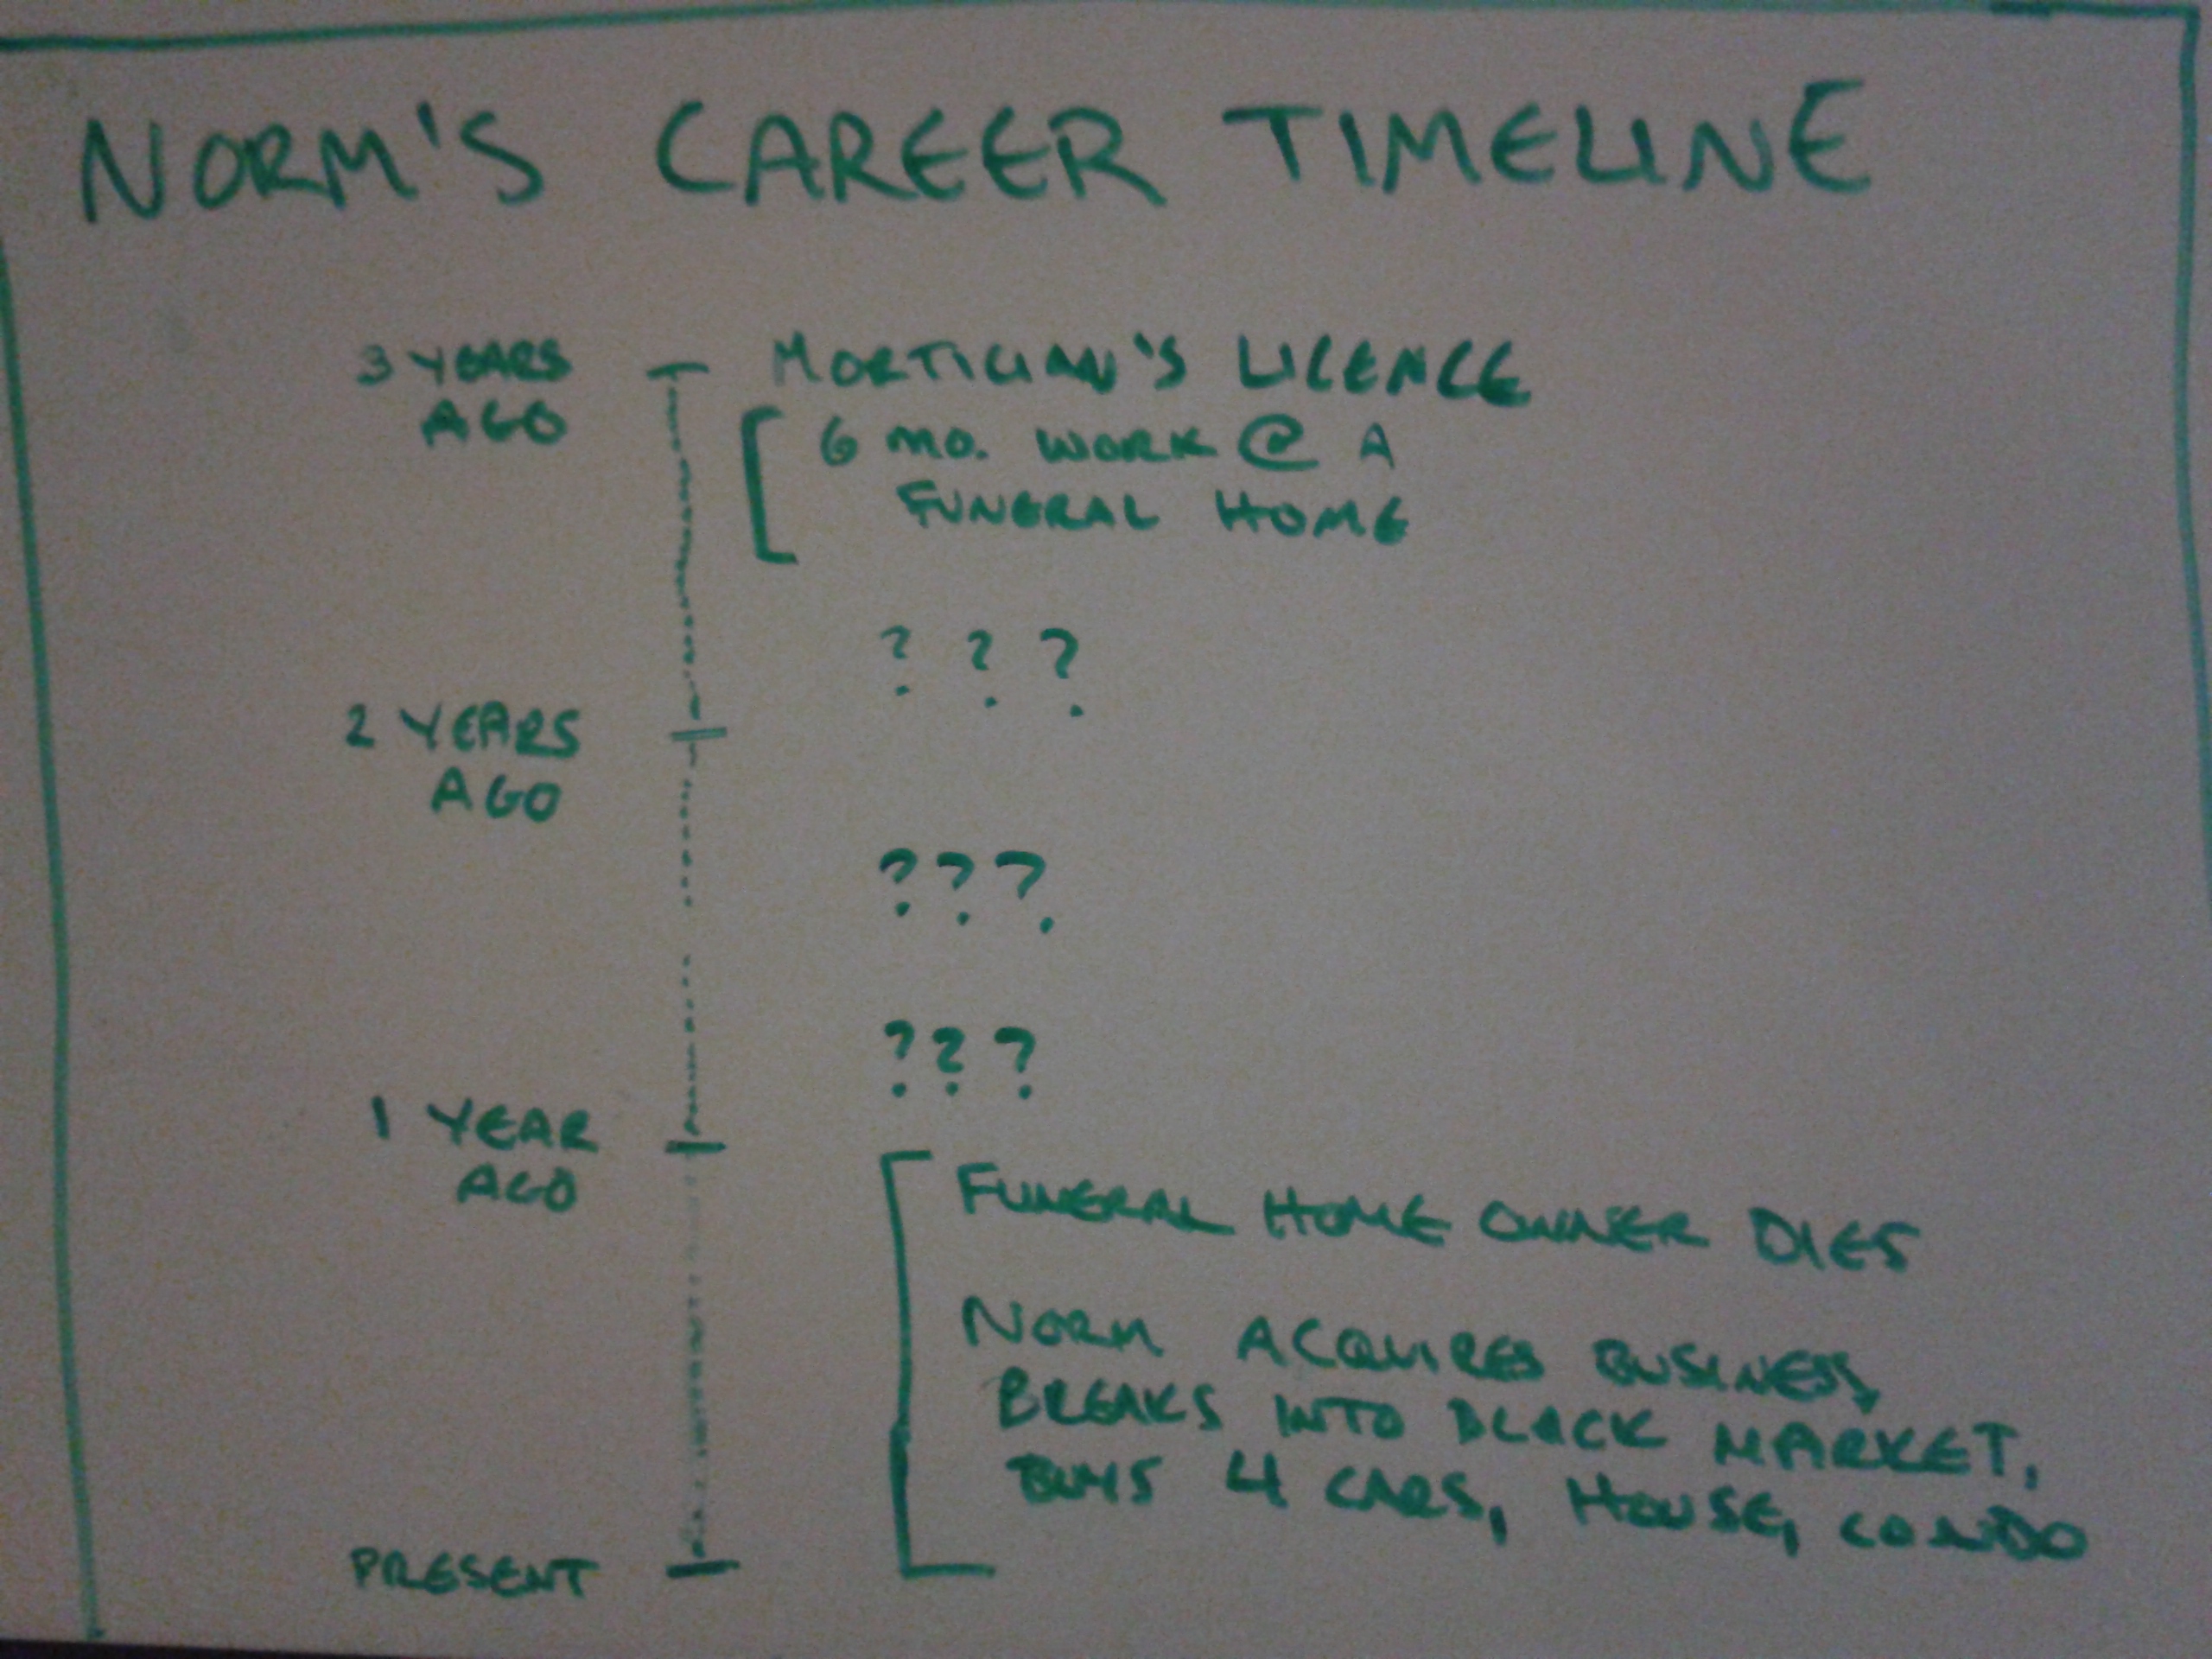 NORM'S CAREER TIMELINE
3 YEARS
AGO
MORTICIAN'S LICENCE
6 MO. WORK @ A
FUNERAL HOME
? ? ?
2 YEARS
AGO
???
???
1 YEAR
AGO
FUNERAL HOME OWNER DIES
NORM ACQUIRES BUSINESS,
BREAKS INTO BLACK MARKET,
BUYS 4 CARS, HOUSE, CONDO
PRESENT